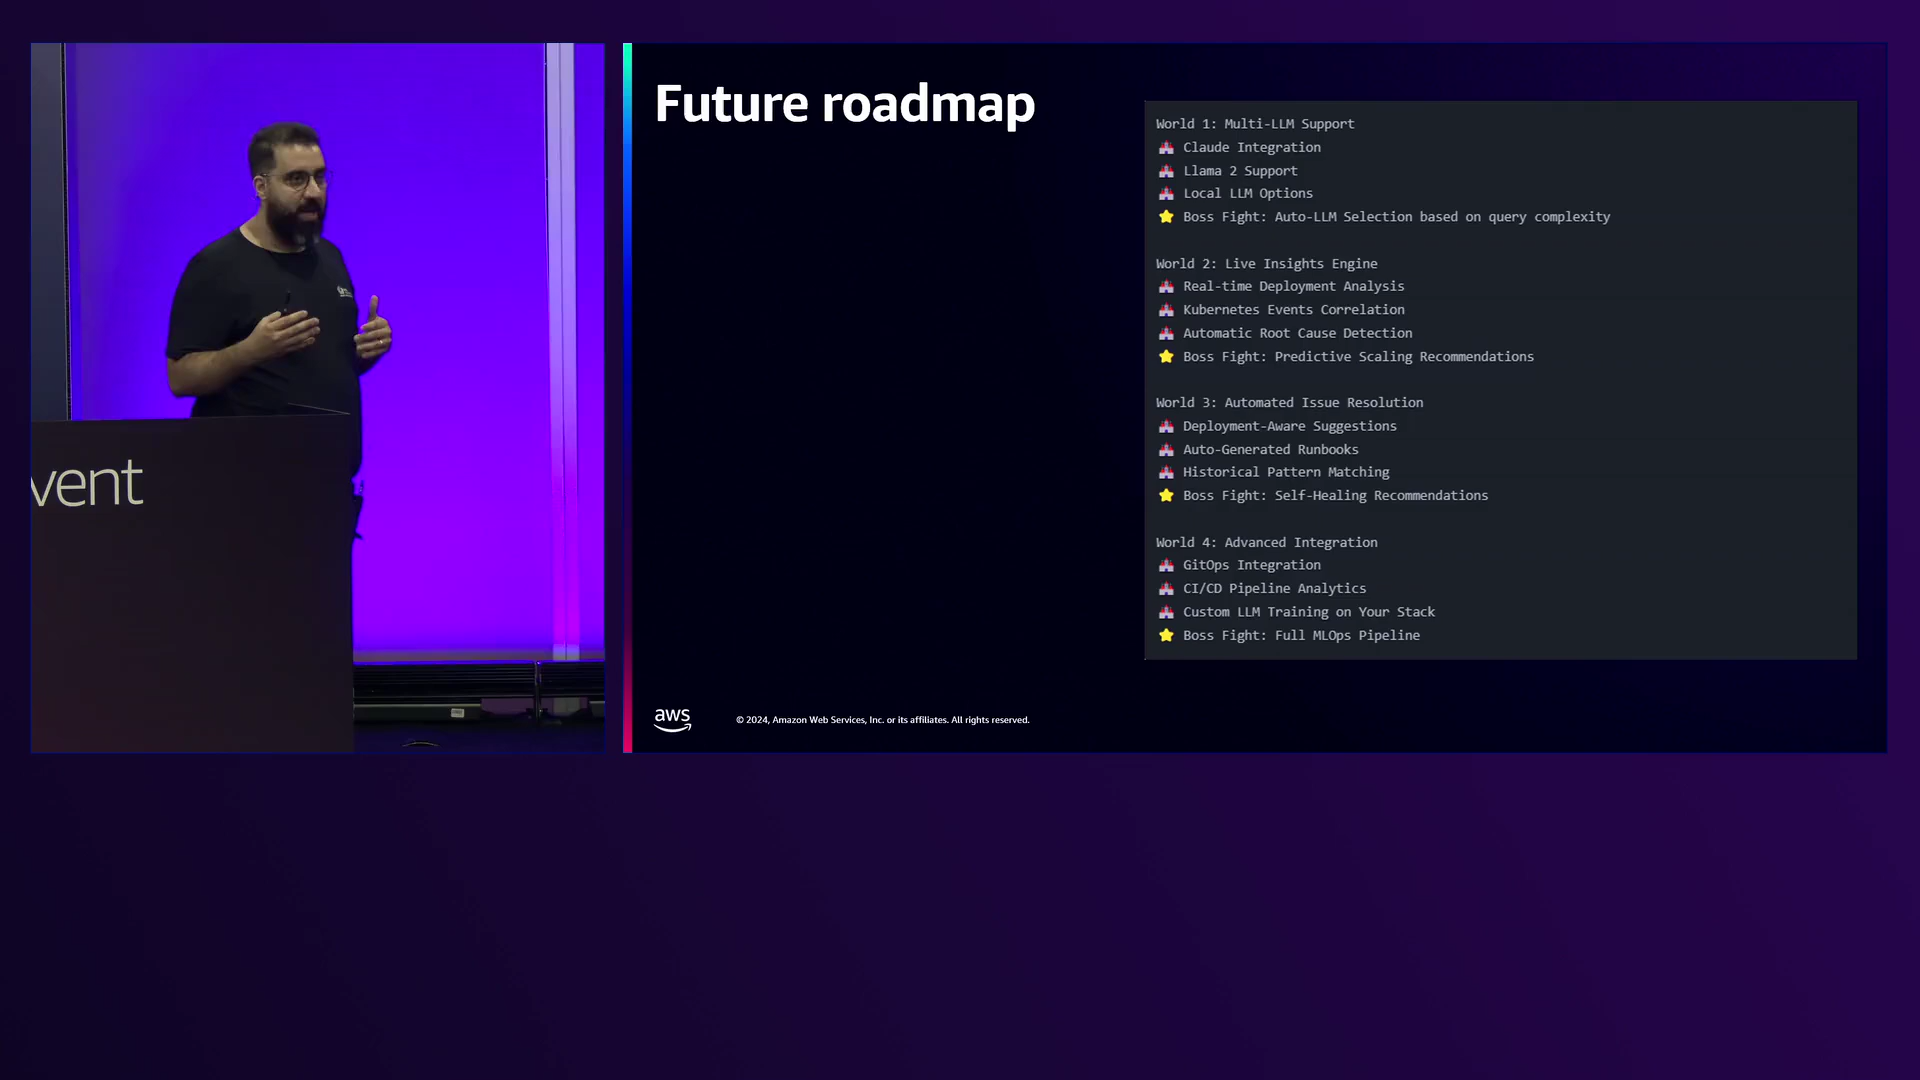 vent
Future roadmap
World 1: Multi-LLM Support
🏰 Claude Integration
🏰 Llama 2 Support
🏰 Local LLM Options
⭐ Boss Fight: Auto-LLM Selection based on query complexity
World 2: Live Insights Engine
🏰 Real-time Deployment Analysis
🏰 Kubernetes Events Correlation
🏰 Automatic Root Cause Detection
⭐ Boss Fight: Predictive Scaling Recommendations
World 3: Automated Issue Resolution
🏰 Deployment-Aware Suggestions
🏰 Auto-Generated Runbooks
🏰 Historical Pattern Matching
⭐ Boss Fight: Self-Healing Recommendations
World 4: Advanced Integration
🏰 GitOps Integration
🏰 CI/CD Pipeline Analytics
🏰 Custom LLM Training on Your Stack
⭐ Boss Fight: Full MLOps Pipeline
aws
© 2024, Amazon Web Services, Inc. or its affiliates. All rights reserved.